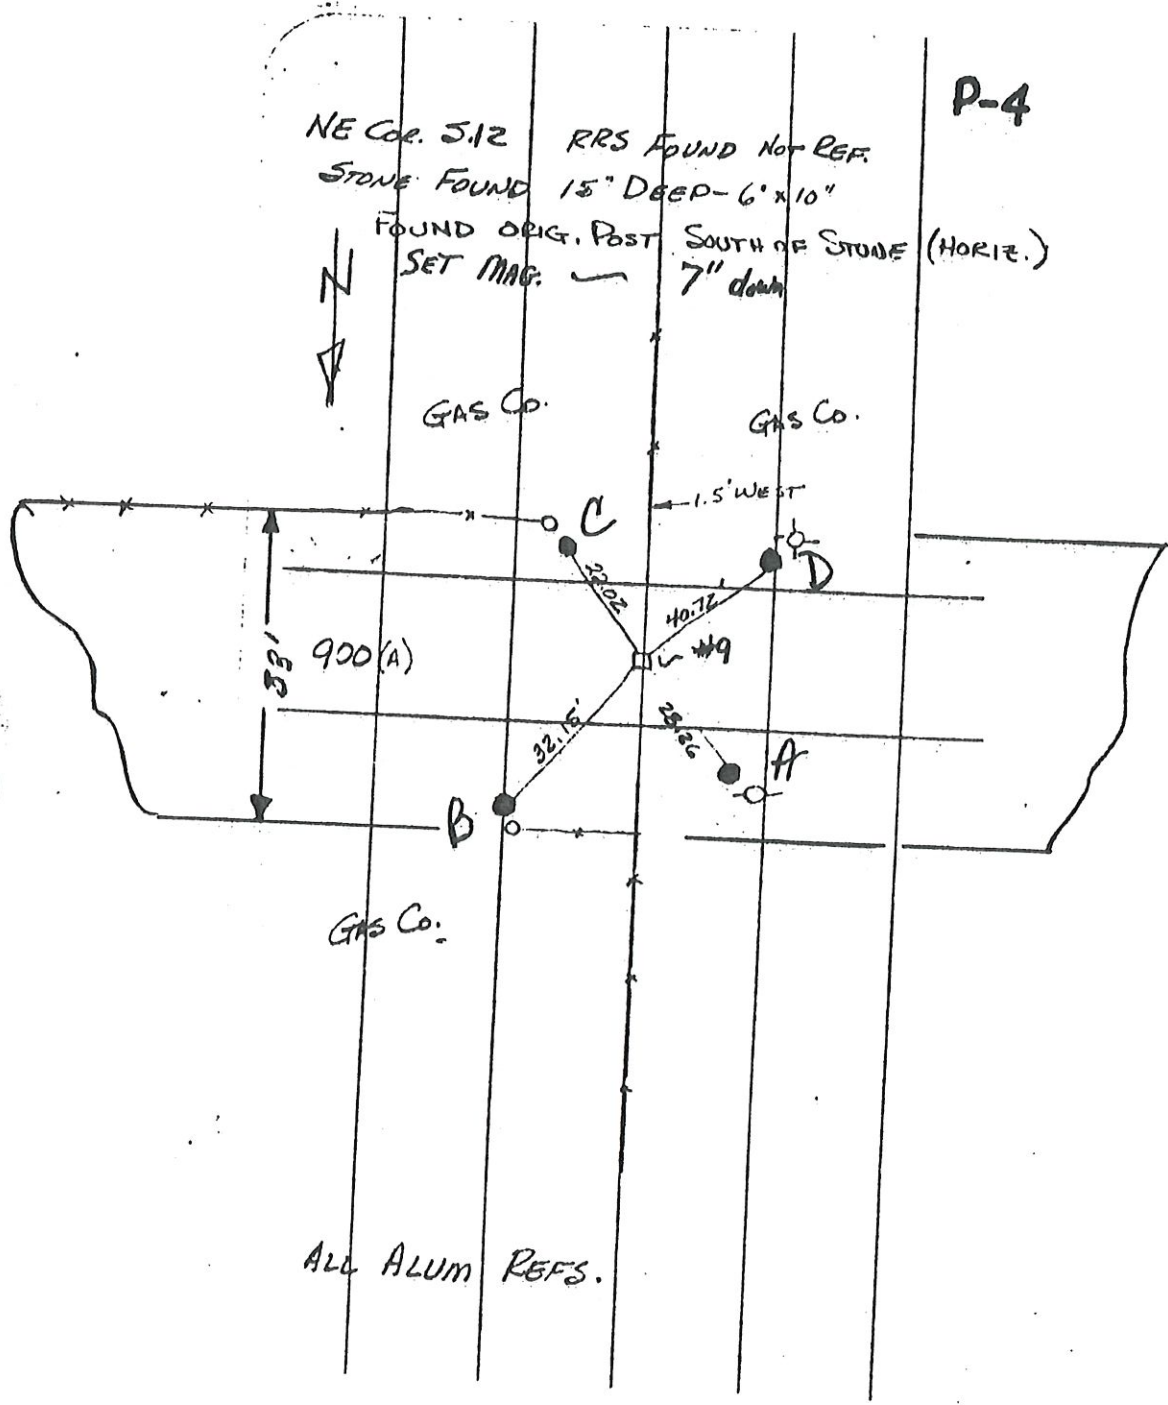 P-4
NE COR. S.12 RRS FOUND NOT REF.
STONE FOUND 15" DEEP - 6" x 10"
FOUND ORIG. POST SOUTH OF STONE (HORIZ.)
SET MAG. 7" down
N
GAS CO.
GAS CO.
1.5' WEST
C
D
22.02
40.72'
#9
33'
900 (A)
32.15'
28.26
A
B
GAS CO.
ALL ALUM REFS.